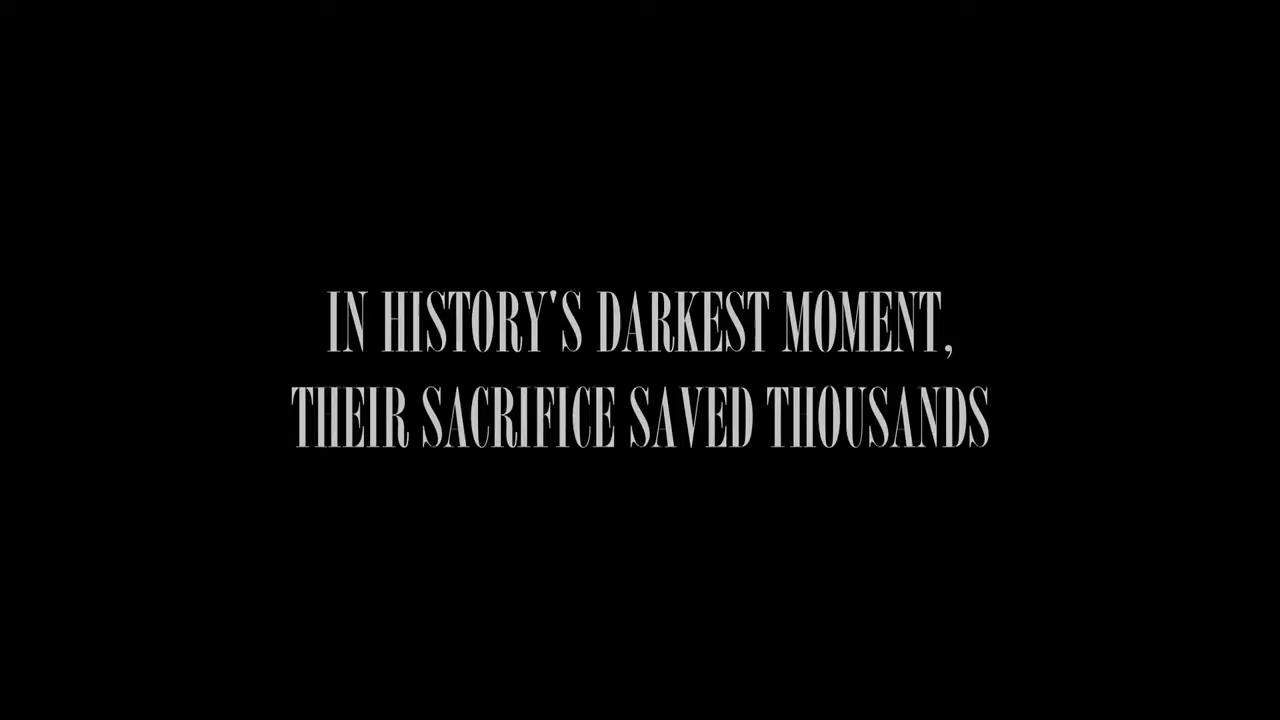 IN HISTORY'S DARKEST MOMENT,
THEIR SACRIFICE SAVED THOUSANDS